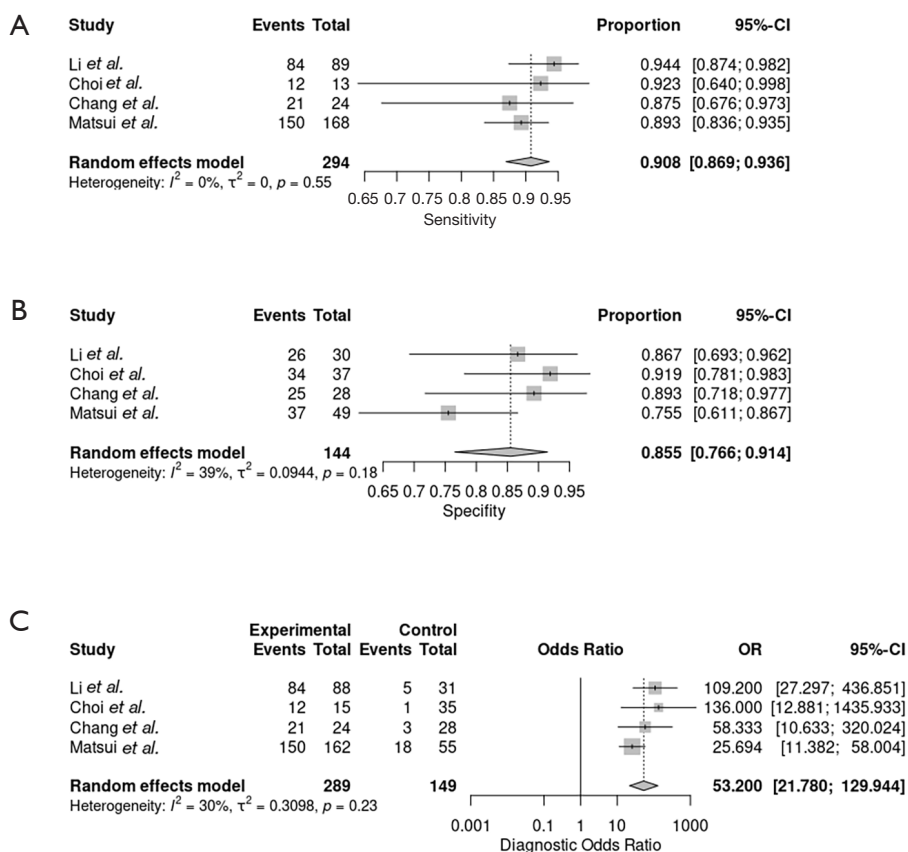 A
Study Events Total Proportion 95%-CI
Li et al. 84 89 0.944 [0.874; 0.982]
Choi et al. 12 13 0.923 [0.640; 0.998]
Chang et al. 21 24 0.875 [0.676; 0.973]
Matsui et al. 150 168 0.893 [0.836; 0.935]
Random effects model 294 0.908 [0.869; 0.936]
Heterogeneity: I² = 0%, τ² = 0, p = 0.55
0.65 0.7 0.75 0.8 0.85 0.9 0.95
Sensitivity
B
Study Events Total Proportion 95%-CI
Li et al. 26 30 0.867 [0.693; 0.962]
Choi et al. 34 37 0.919 [0.781; 0.983]
Chang et al. 25 28 0.893 [0.718; 0.977]
Matsui et al. 37 49 0.755 [0.611; 0.867]
Random effects model 144 0.855 [0.766; 0.914]
Heterogeneity: I² = 39%, τ² = 0.0944, p = 0.18
0.65 0.7 0.75 0.8 0.85 0.9 0.95
Specifity
C
Experimental Control
Study Events Total Events Total Odds Ratio OR 95%-CI
Li et al. 84 88 5 31 109.200 [27.297; 436.851]
Choi et al. 12 15 1 35 136.000 [12.881; 1435.933]
Chang et al. 21 24 3 28 58.333 [10.633; 320.024]
Matsui et al. 150 162 18 55 25.694 [11.382; 58.004]
Random effects model 289 149 53.200 [21.780; 129.944]
Heterogeneity: I² = 30%, τ² = 0.3098, p = 0.23
0.001 0.1 1 10 1000
Diagnostic Odds Ratio